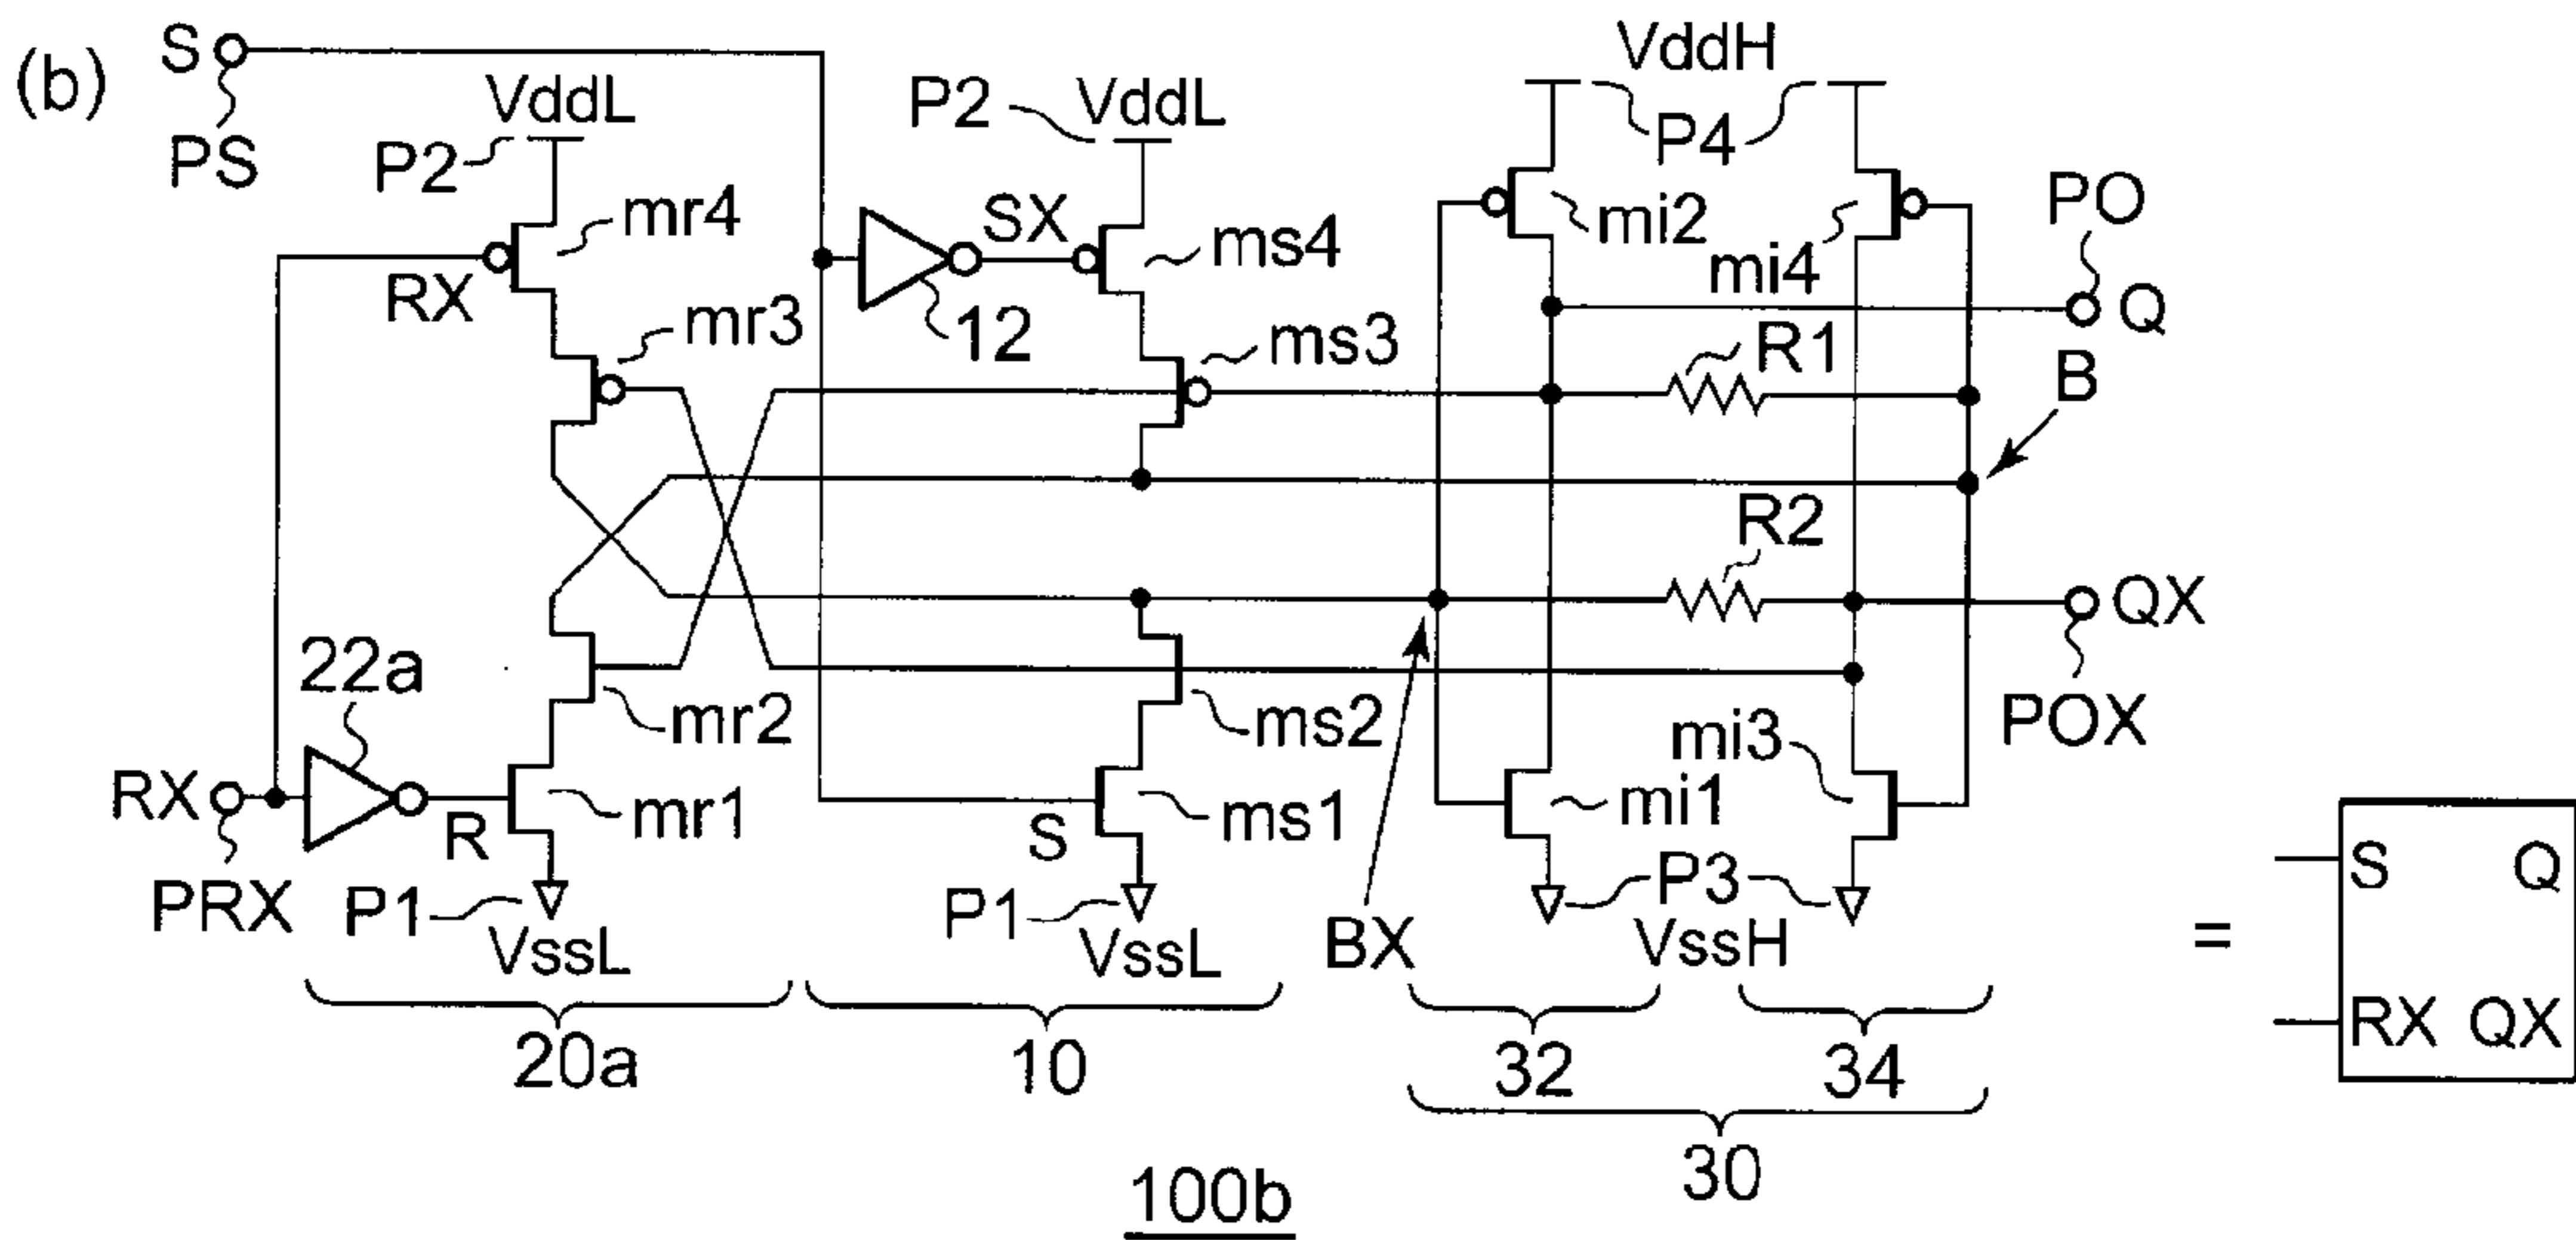 (b)
S
PS
VddL
P2
mr4
RX
mr3
P2
VddL
SX
ms4
12
ms3
VddH
P4
mi2
mi4
PO
Q
R1
B
R2
QX
POX
22a
mr2
ms2
mi3
RX
R
mr1
S
ms1
mi1
PRX
P1
VssL
P1
VssL
BX
P3
VssH
20a
10
32
34
30
=
S Q
RX QX
100b